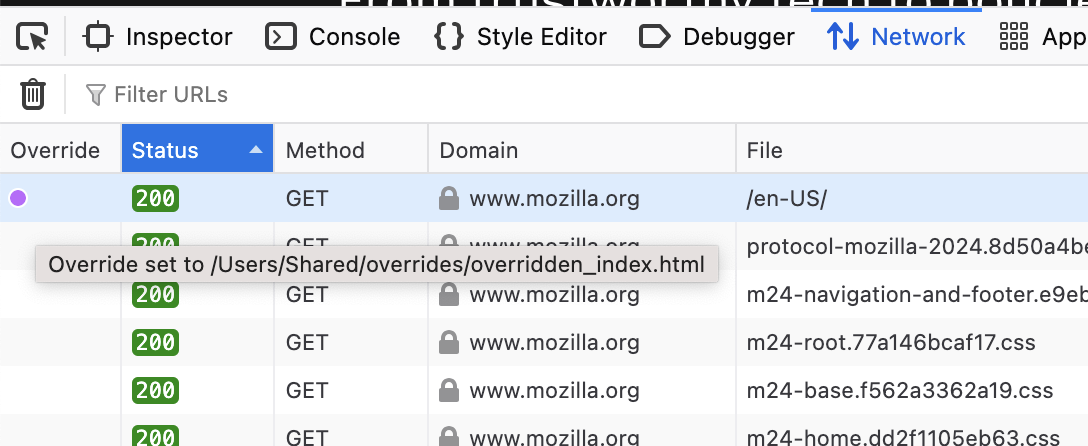 Inspector Console Style Editor Debugger Network App
Filter URLs
Override Status Method Domain File
200 GET www.mozilla.org /en-US/
200 GET www.mozilla.org protocol-mozilla-2024.8d50a4be
Override set to /Users/Shared/overrides/overridden_index.html
200 GET www.mozilla.org m24-navigation-and-footer.e9eb
200 GET www.mozilla.org m24-root.77a146bcaf17.css
200 GET www.mozilla.org m24-base.f562a3362a19.css
200 GET www.mozilla.org m24-home.dd2f1105eb63.css